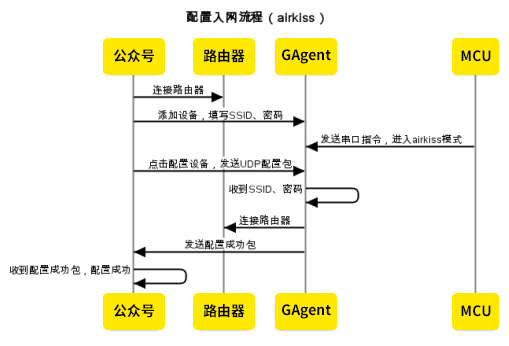 配置入网流程（airkiss）
公众号 路由器 GAgent MCU
连接路由器
添加设备，填写SSID、密码
发送串口指令，进入airkiss模式
点击配置设备，发送UDP配置包
收到SSID、密码
连接路由器
发送配置成功包
收到配置成功包，配置成功
公众号 路由器 GAgent MCU